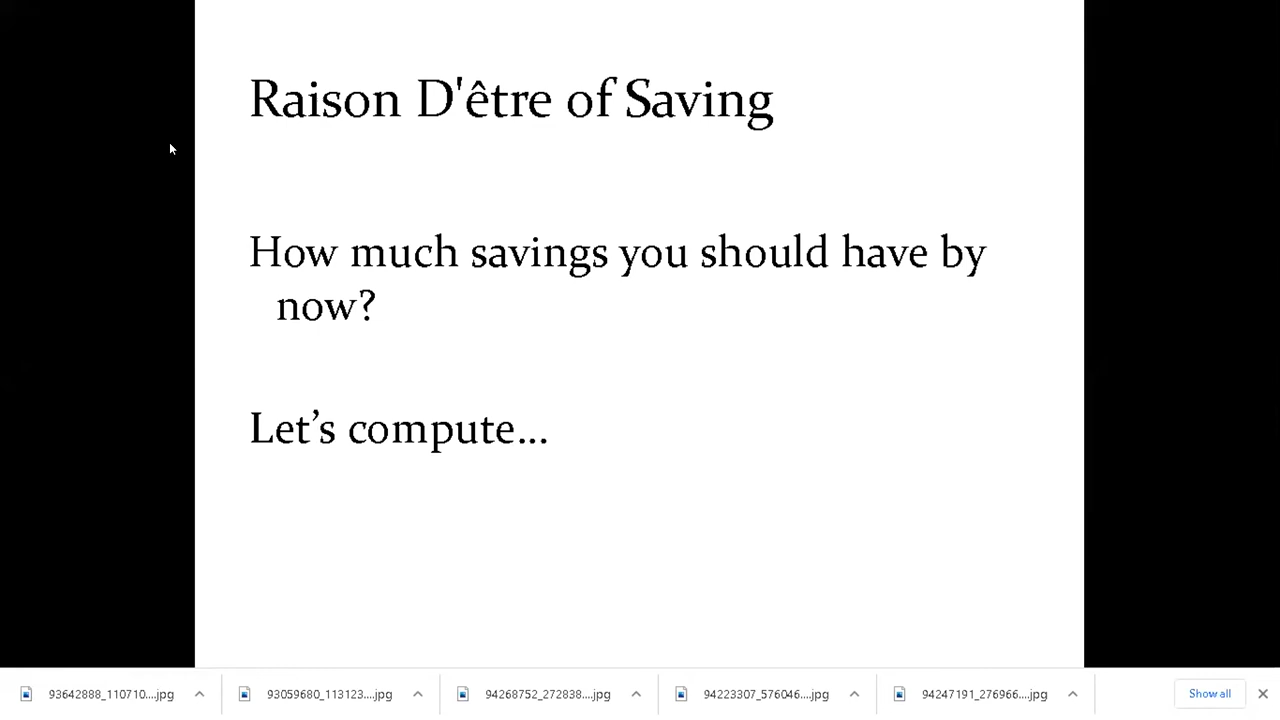 Raison D'être of Saving
How much savings you should have by
now?
Let’s compute...
93642888_110710....jpg
93059680_113123....jpg
94268752_272838....jpg
94223307_576046....jpg
94247191_276966....jpg
Show all